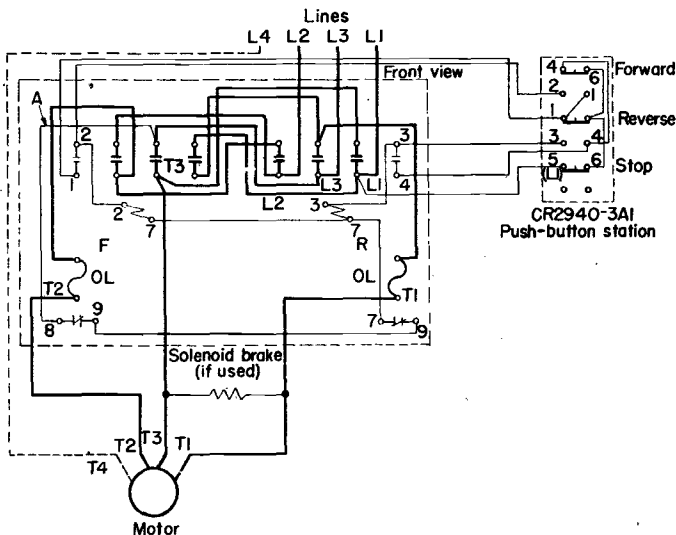 Lines
L4 L2 L3 L1
Front view
4 6 Forward
A
2 1
1 Reverse
2 T3 3
3 4
1 L3 L1 4
5 6 Stop
L2
2 7 3 7
CR2940-3A1
Push-button station
F R
T2 OL OL T1
8 9 7 9
Solenoid brake
(if used)
T2 T3 T1
T4
Motor